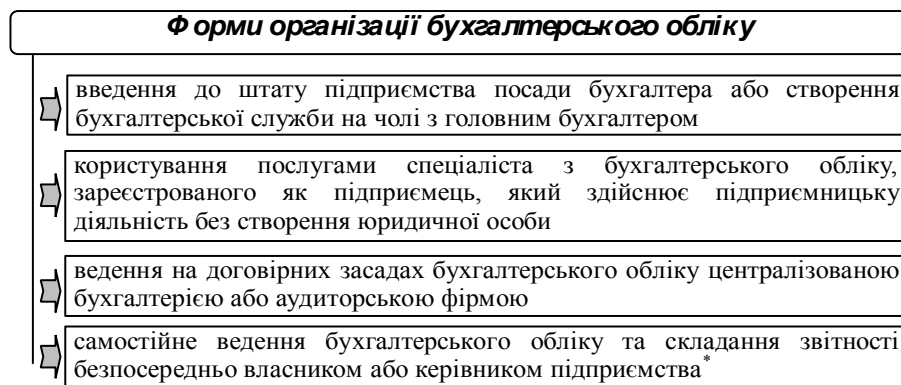 Форми організації бухгалтерського обліку
введення до штату підприємства посади бухгалтера або створення
бухгалтерської служби на чолі з головним бухгалтером
користування послугами спеціаліста з бухгалтерського обліку,
зареєстрованого як підприємець, який здійснює підприємницьку
діяльність без створення юридичної особи
ведення на договірних засадах бухгалтерського обліку централізованою
бухгалтерією або аудиторською фірмою
самостійне ведення бухгалтерського обліку та складання звітності
безпосередньо власником або керівником підприємства*